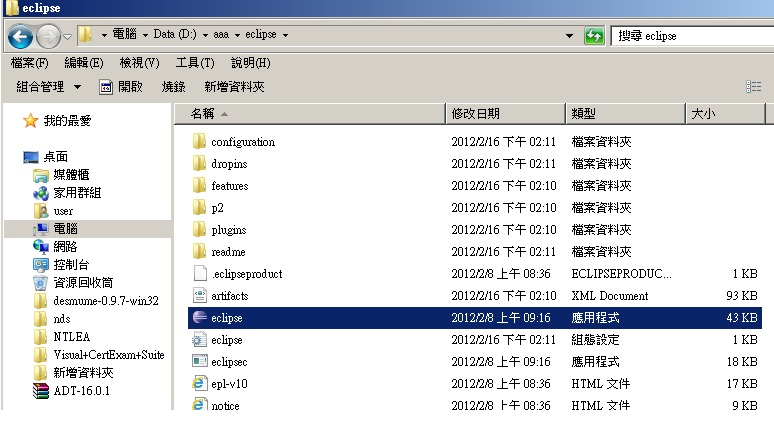 eclipse
電腦 Data (D:) aaa eclipse 搜尋 eclipse
檔案(F) 編輯(E) 檢視(V) 工具(T) 說明(H)
組合管理 開啟 燒錄 新增資料夾
我的最愛
桌面
媒體櫃
家用群組
user
電腦
網路
控制台
資源回收筒
desmume-0.9.7-win32
nds
NTLEA
Visual+CertExam+Suite
新增資料夾
ADT-16.0.1
名稱 修改日期 類型 大小
configuration 2012/2/16 下午 02:11 檔案資料夾
dropins 2012/2/16 下午 02:11 檔案資料夾
features 2012/2/16 下午 02:10 檔案資料夾
p2 2012/2/16 下午 02:10 檔案資料夾
plugins 2012/2/16 下午 02:10 檔案資料夾
readme 2012/2/16 下午 02:11 檔案資料夾
.eclipseproduct 2012/2/8 上午 08:36 ECLIPSEPRODUC... 1 KB
artifacts 2012/2/16 下午 02:10 XML Document 93 KB
eclipse 2012/2/8 上午 09:16 應用程式 43 KB
eclipse 2012/2/16 下午 02:11 組態設定 1 KB
eclipsec 2012/2/8 上午 09:16 應用程式 18 KB
epl-v10 2012/2/8 上午 08:36 HTML 文件 17 KB
notice 2012/2/8 上午 08:36 HTML 文件 9 KB